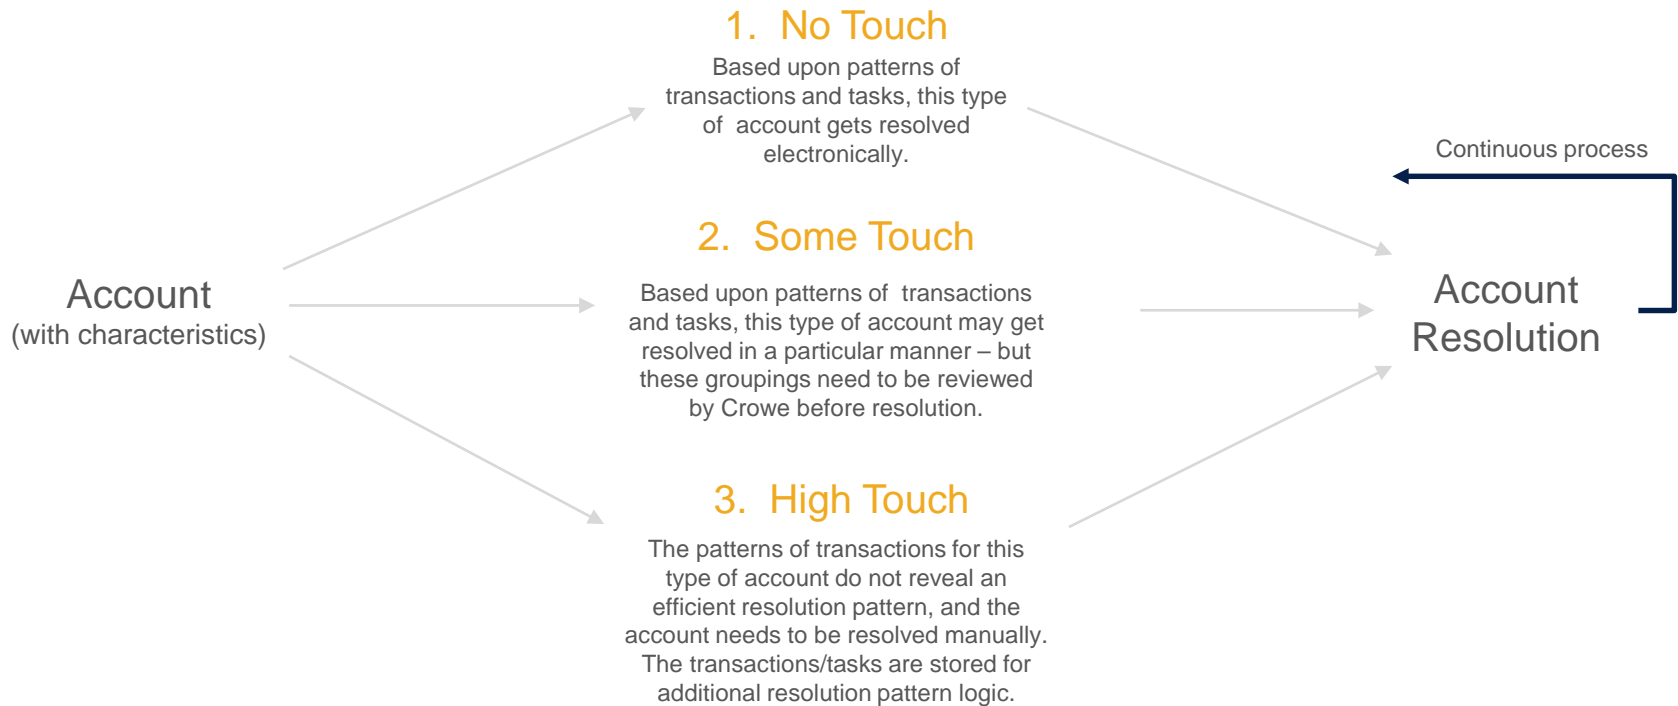 1.  No Touch
Based upon patterns of
transactions and tasks, this type
of  account gets resolved
electronically.
Continuous process
2.  Some Touch
Account
(with characteristics)
Based upon patterns of  transactions
and tasks, this type of account may get
resolved in a particular manner – but
these groupings need to be reviewed
by Crowe before resolution.
Account
Resolution
3.  High Touch
The patterns of transactions for this
type of account do not reveal an
efficient resolution pattern, and the
account needs to be resolved manually.
The transactions/tasks are stored for
additional resolution pattern logic.